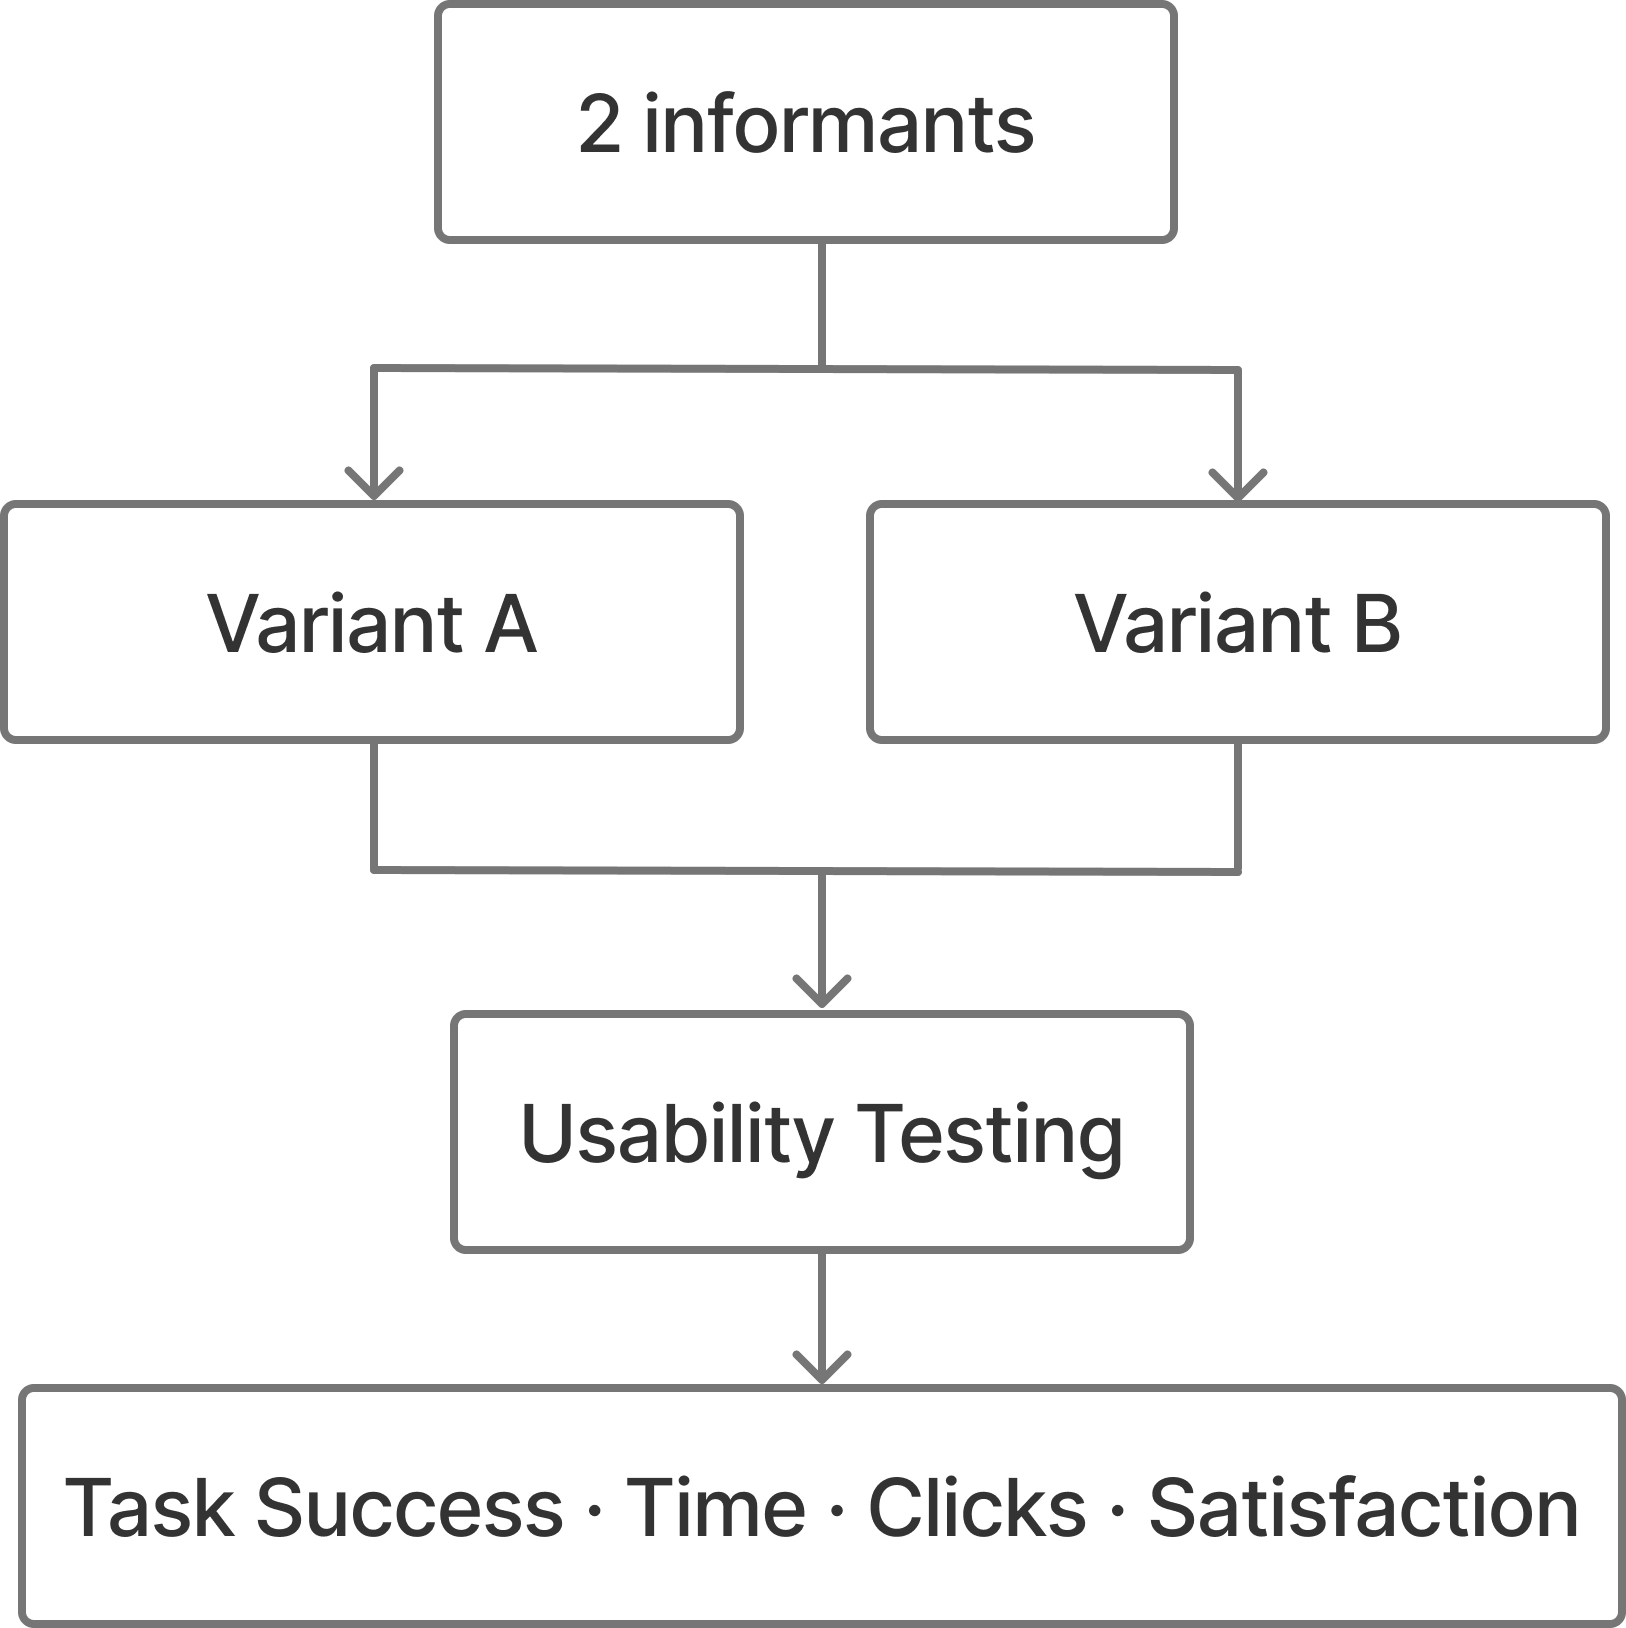 2 informants
Variant A
Variant B
Usability Testing
Task Success · Time · Clicks · Satisfaction